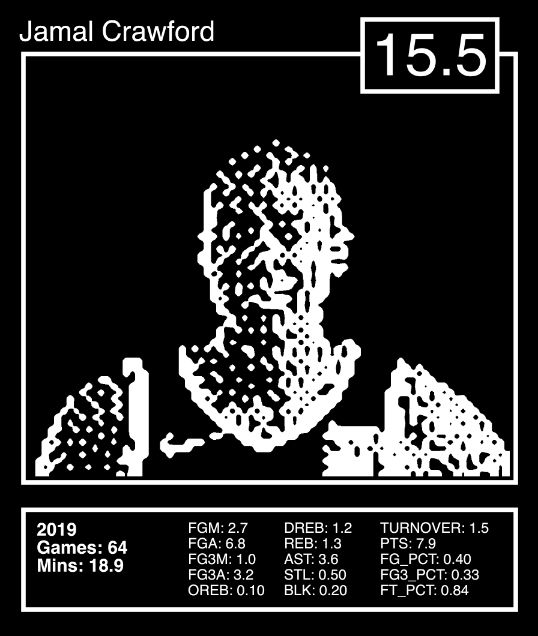 Jamal Crawford
15.5
2019
Games: 64
Mins: 18.9
FGM: 2.7
FGA: 6.8
FG3M: 1.0
FG3A: 3.2
OREB: 0.10
DREB: 1.2
REB: 1.3
AST: 3.6
STL: 0.50
BLK: 0.20
TURNOVER: 1.5
PTS: 7.9
FG_PCT: 0.40
FG3_PCT: 0.33
FT_PCT: 0.84